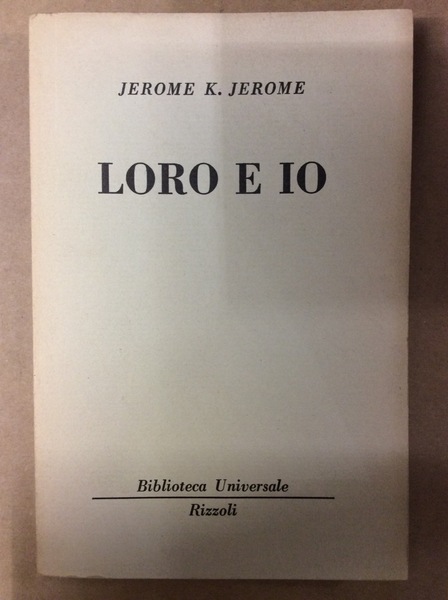 JEROME K. JEROME
LORO E IO
Biblioteca Universale
Rizzoli